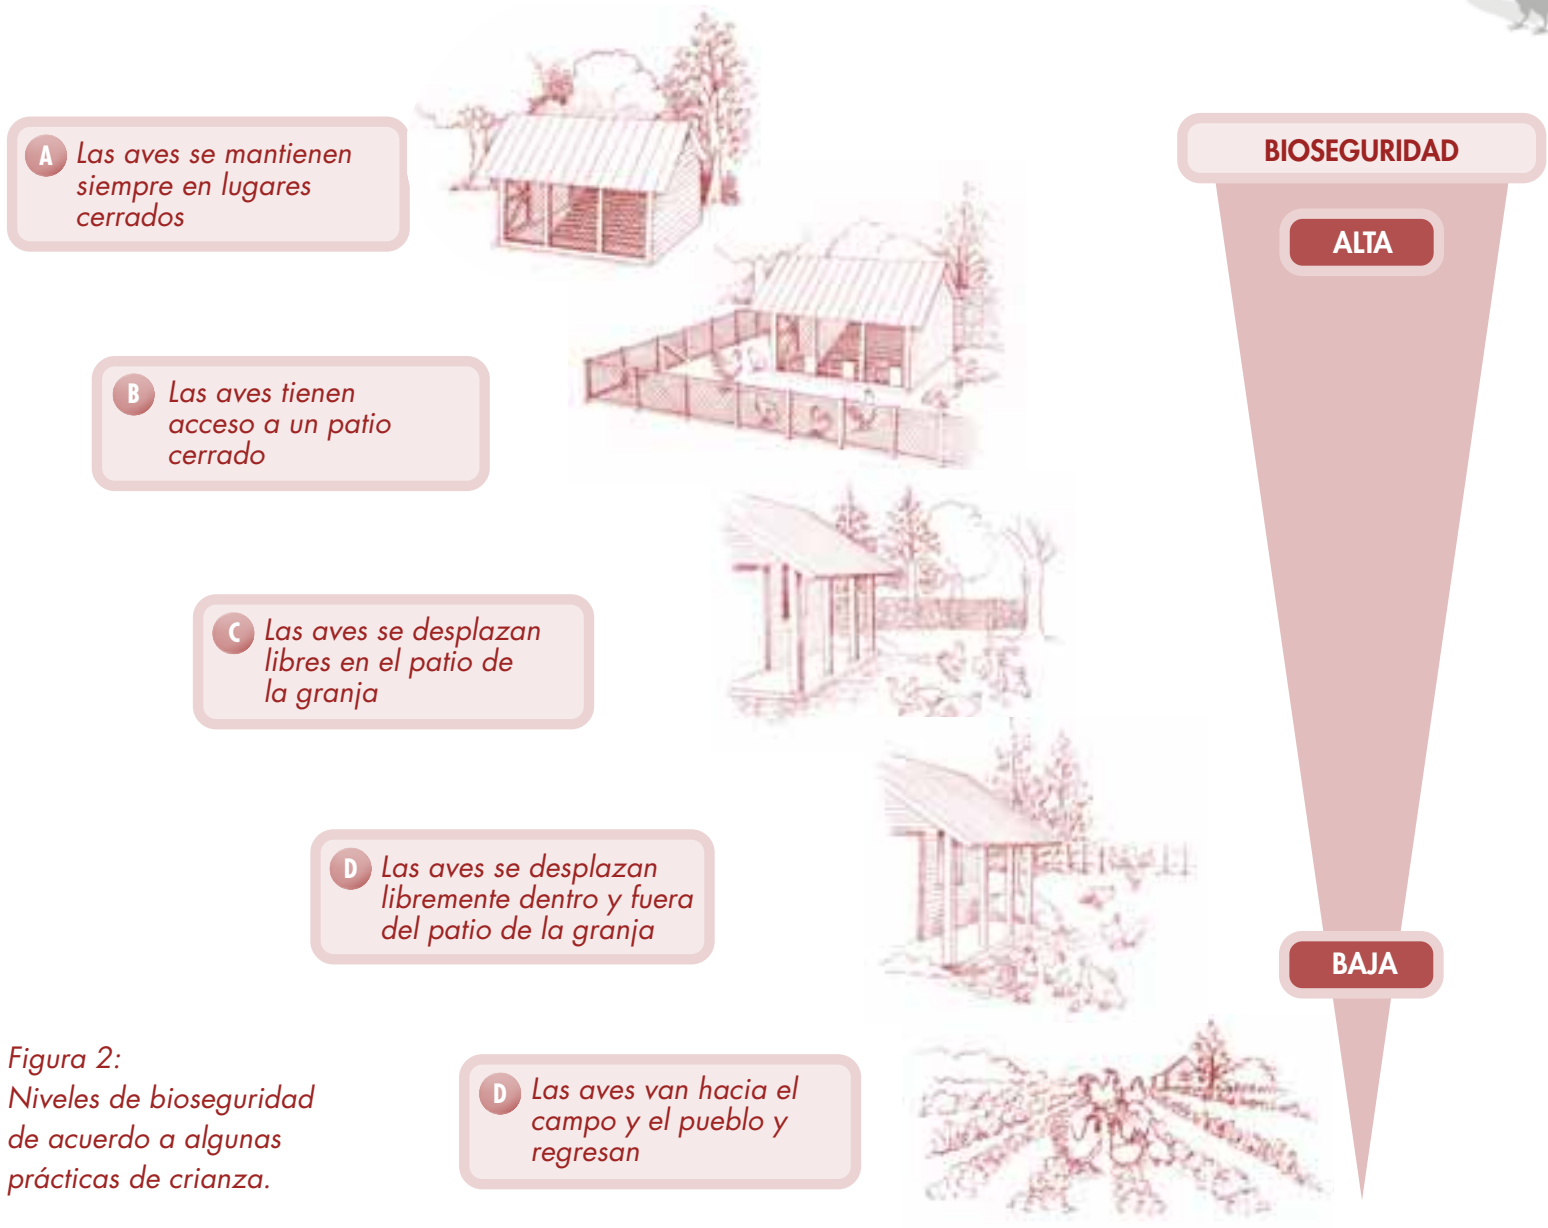 A Las aves se mantienen
siempre en lugares
cerrados
BIOSEGURIDAD
ALTA
B Las aves tienen
acceso a un patio
cerrado
C Las aves se desplazan
libres en el patio de
la granja
D Las aves se desplazan
libremente dentro y fuera
del patio de la granja
BAJA
D Las aves van hacia el
campo y el pueblo y
regresan
Figura 2:
Niveles de bioseguridad
de acuerdo a algunas
prácticas de crianza.